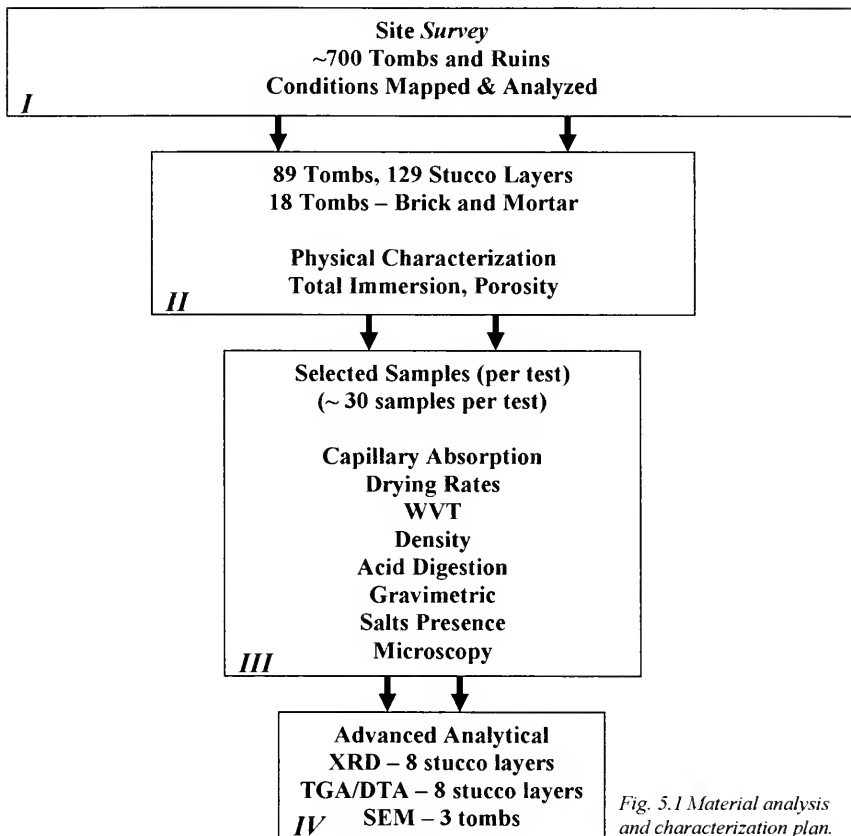 Site Survey
~700 Tombs and Ruins
Conditions Mapped & Analyzed
I
89 Tombs, 129 Stucco Layers
18 Tombs – Brick and Mortar
Physical Characterization
Total Immersion, Porosity
II
Selected Samples (per test)
(~ 30 samples per test)
Capillary Absorption
Drying Rates
WVT
Density
Acid Digestion
Gravimetric
Salts Presence
Microscopy
III
Advanced Analytical
XRD – 8 stucco layers
TGA/DTA – 8 stucco layers
SEM – 3 tombs
IV
Fig. 5.1 Material analysis
and characterization plan.